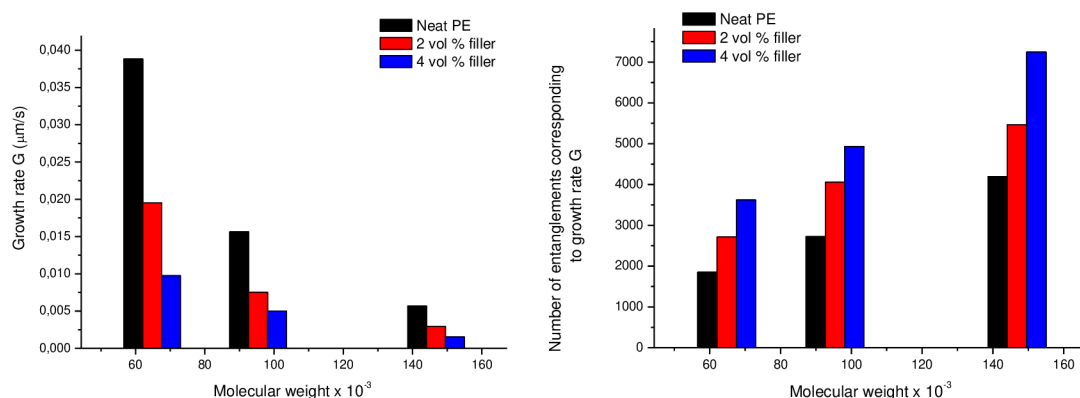 Neat PE
2 vol % filler
4 vol % filler
0,040
0,035
0,030
0,025
0,020
0,015
0,010
0,005
0,000
Growth rate G (μm/s)
60 80 100 120 140 160
Molecular weight x 10⁻³
Neat PE
2 vol % filler
4 vol % filler
7000
6000
5000
4000
3000
2000
1000
0
Number of entanglements corresponding
to growth rate G
60 80 100 120 140 160
Molecular weight x 10⁻³